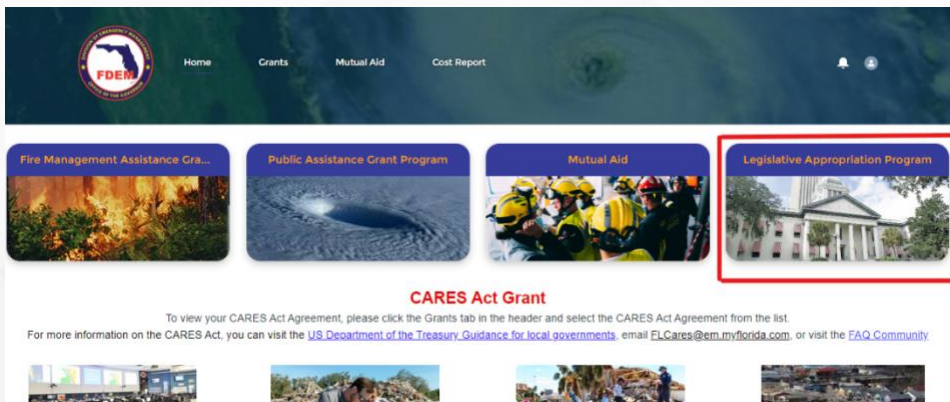 FDEM
Home
Grants
Mutual Aid
Cost Report
Fire Management Assistance Gra...
Public Assistance Grant Program
Mutual Aid
Legislative Appropriation Program
CARES Act Grant
To view your CARES Act Agreement, please click the Grants tab in the header and select the CARES Act Agreement from the list.
For more information on the CARES Act, you can visit the US Department of the Treasury Guidance for local governments, email FLCares@em.myflorida.com, or visit the FAQ Community